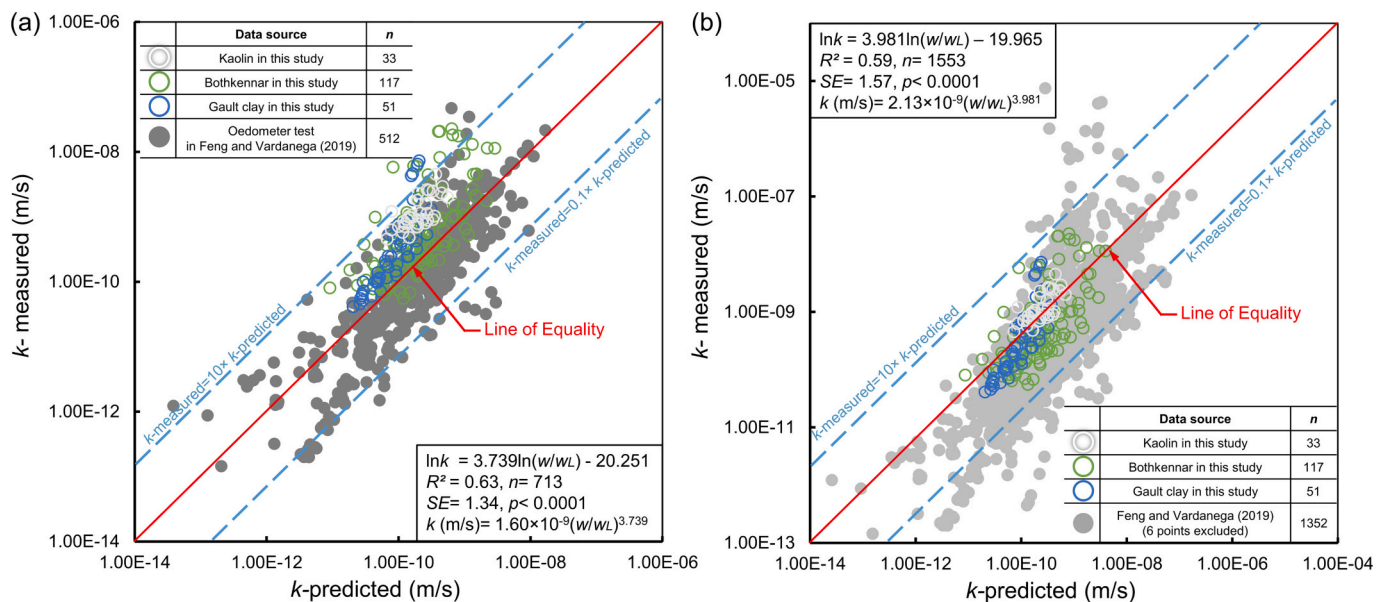 (a)
1.00E-06
1.00E-08
1.00E-10
1.00E-12
1.00E-14
k- measured (m/s)
Data source n
Kaolin in this study 33
Bothkennar in this study 117
Gault clay in this study 51
Oedometer test
in Feng and Vardanega (2019) 512
k-measured=10× k-predicted
k-measured=0.1× k-predicted
Line of Equality
lnk = 3.739ln(w/wL) - 20.251
R² = 0.63, n= 713
SE= 1.34, p< 0.0001
k (m/s)= 1.60×10⁻⁹(w/wL)³·⁷³⁹
1.00E-14 1.00E-12 1.00E-10 1.00E-08 1.00E-06
k-predicted (m/s)
(b)
1.00E-05
1.00E-07
1.00E-09
1.00E-11
1.00E-13
k- measured (m/s)
lnk = 3.981ln(w/wL) – 19.965
R² = 0.59, n= 1553
SE = 1.57, p< 0.0001
k (m/s)= 2.13×10⁻⁹(w/wL)³·⁹⁸¹
k-measured=10× k-predicted
k-measured=0.1× k-predicted
Line of Equality
Data source n
Kaolin in this study 33
Bothkennar in this study 117
Gault clay in this study 51
Feng and Vardanega (2019)
(6 points excluded) 1352
1.00E-14 1.00E-12 1.00E-10 1.00E-08 1.00E-06 1.00E-04
k-predicted (m/s)